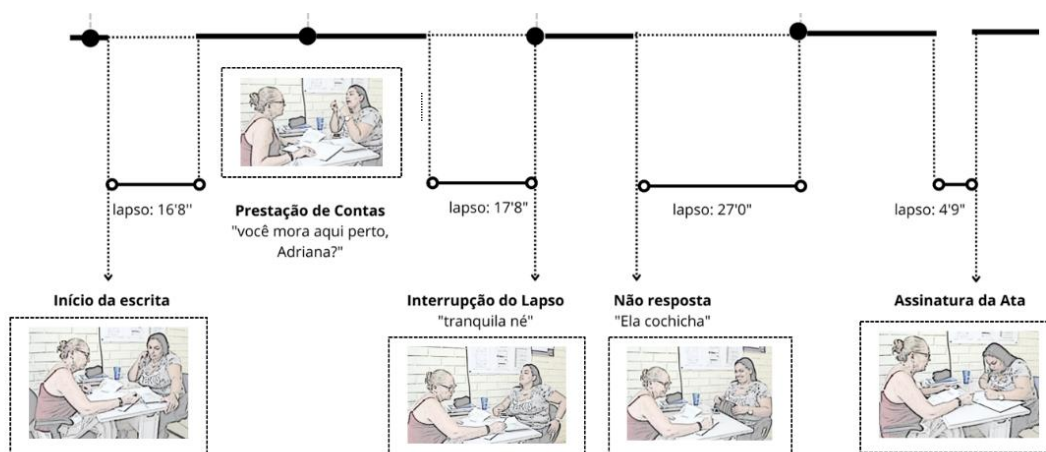 lapso: 16'8''
Prestação de Contas
"você mora aqui perto,
Adriana?"
lapso: 17'8"
lapso: 27'0"
lapso: 4'9"
Início da escrita
Interrupção do Lapso
"tranquila né"
Não resposta
"Ela cochicha"
Assinatura da Ata